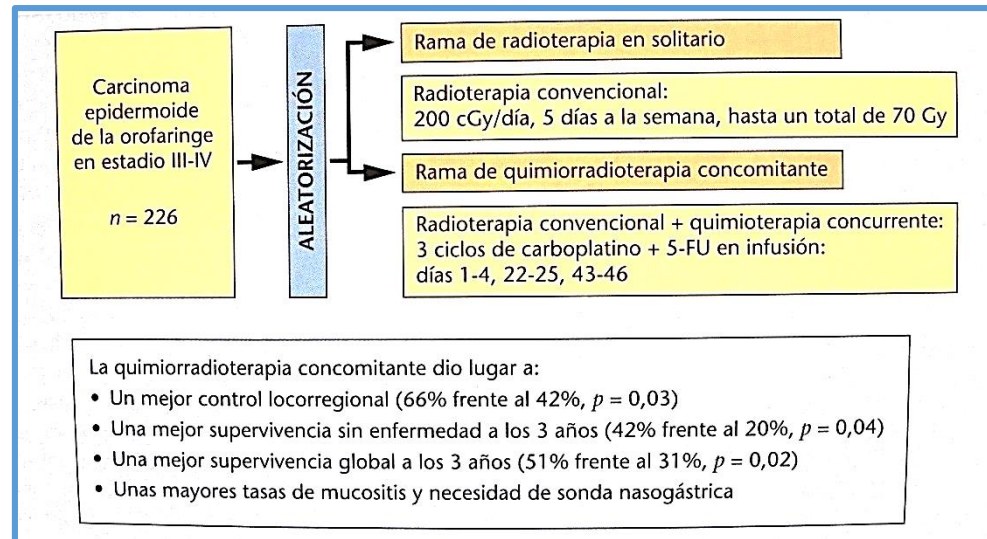 Carcinoma
epidermoide
de la orofaringe
en estadio III-IV
n = 226
ALEATORIZACIÓN
Rama de radioterapia en solitario
Radioterapia convencional:
200 cGy/día, 5 días a la semana, hasta un total de 70 Gy
Rama de quimiorradioterapia concomitante
Radioterapia convencional + quimioterapia concurrente:
3 ciclos de carboplatino + 5-FU en infusión:
días 1-4, 22-25, 43-46
La quimiorradioterapia concomitante dio lugar a:
• Un mejor control locorregional (66% frente al 42%, p = 0,03)
• Una mejor supervivencia sin enfermedad a los 3 años (42% frente al 20%, p = 0,04)
• Una mejor supervivencia global a los 3 años (51% frente al 31%, p = 0,02)
• Unas mayores tasas de mucositis y necesidad de sonda nasogástrica